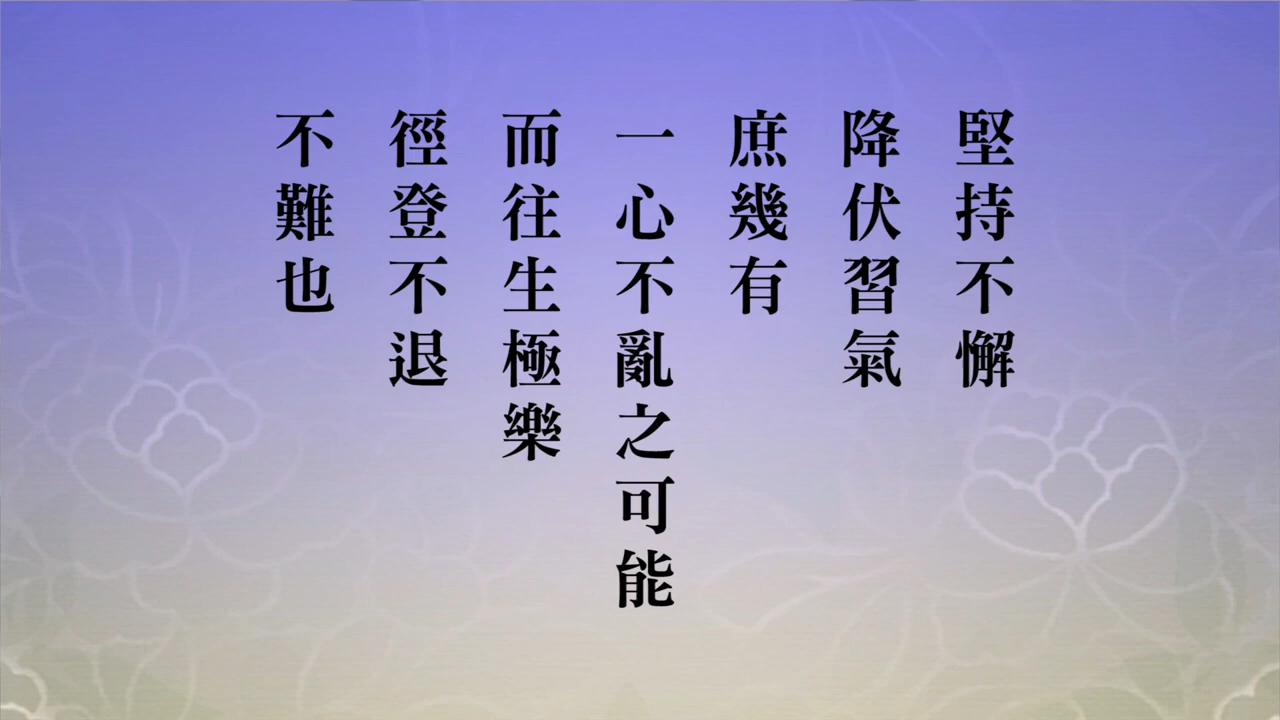 堅持不懈
降伏習氣
庶幾有
一心不亂之可能
而往生極樂
徑登不退
不難也